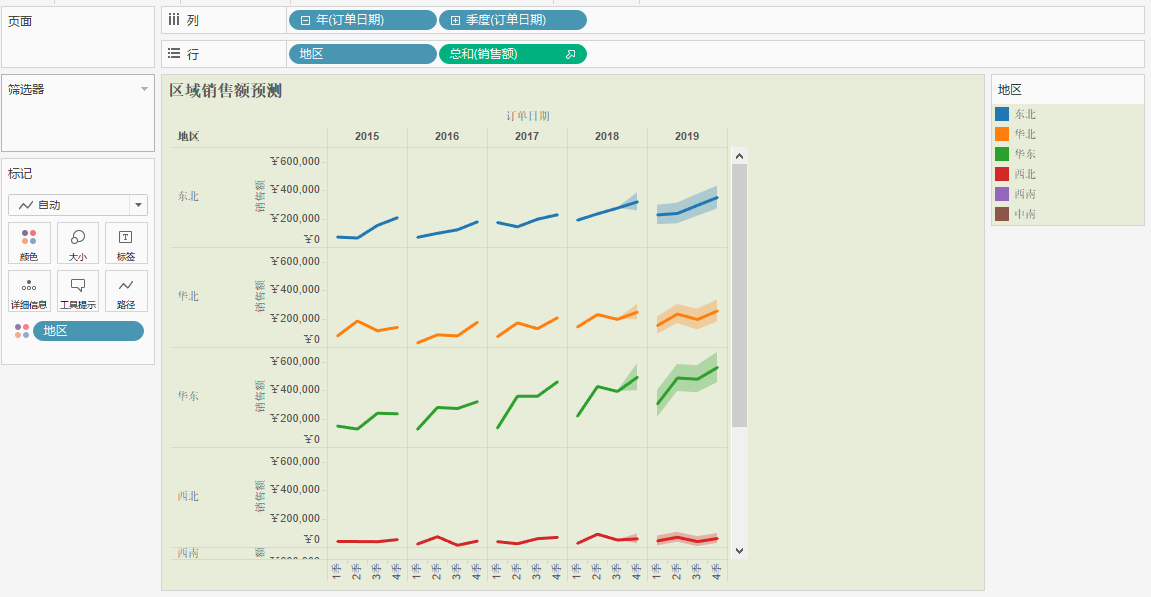 页面
列
年(订单日期)
季度(订单日期)
行
地区
总和(销售额)
筛选器
标记
自动
颜色
大小
标签
详细信息
工具提示
路径
地区
区域销售额预测
订单日期
地区
2015
2016
2017
2018
2019
东北
销售额
¥600,000
¥400,000
¥200,000
¥0
华北
销售额
¥600,000
¥400,000
¥200,000
¥0
华东
销售额
¥600,000
¥400,000
¥200,000
¥0
西北
销售额
¥600,000
¥400,000
¥200,000
¥0
西南
额
1季
2季
3季
4季
1季
2季
3季
4季
1季
2季
3季
4季
1季
2季
3季
4季
1季
2季
3季
4季
地区
东北
华北
华东
西北
西南
中南